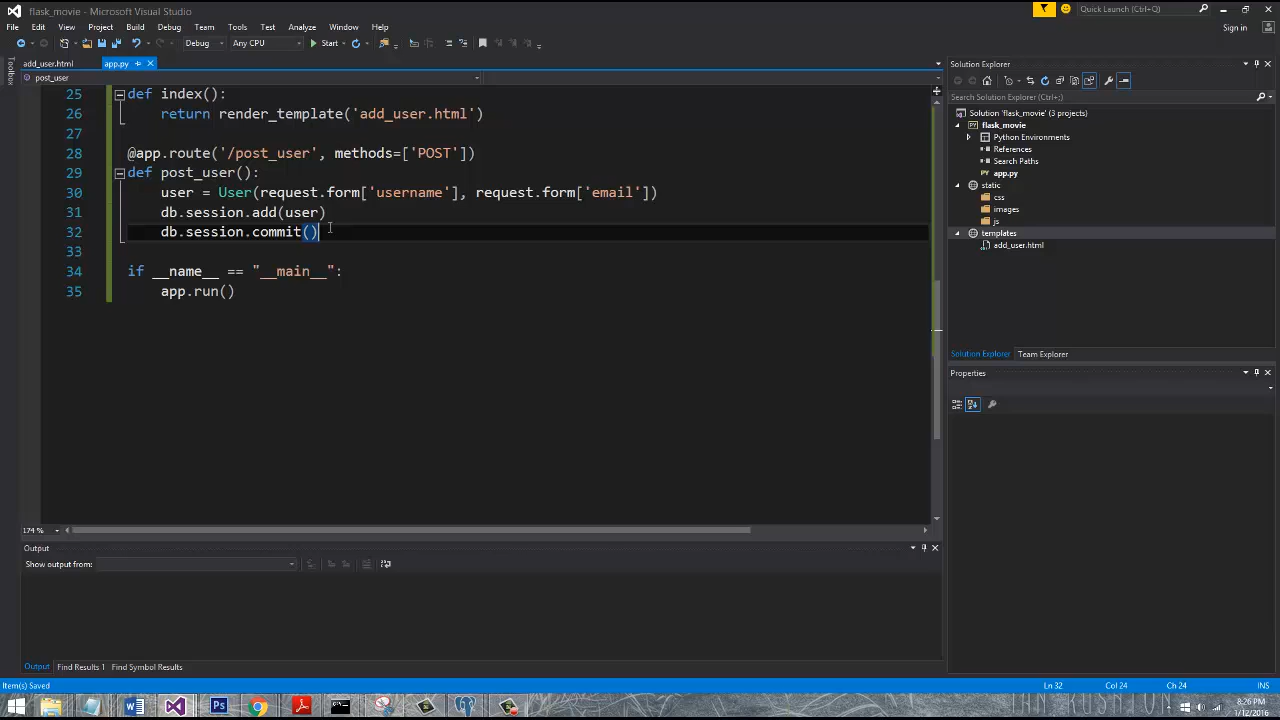 flask_movie - Microsoft Visual Studio
Quick Launch (Ctrl+Q)
File Edit View Project Build Debug Team Tools Test Analyze Window Help
Sign in
Debug Any CPU Start
Toolbox
add_user.html app.py
post_user
25 def index():
26 return render_template('add_user.html')
27
28 @app.route('/post_user', methods=['POST'])
29 def post_user():
30 user = User(request.form['username'], request.form['email'])
31 db.session.add(user)
32 db.session.commit()
33
34 if __name__ == "__main__":
35 app.run()
174 %
Solution Explorer
Search Solution Explorer (Ctrl+;)
Solution 'flask_movie' (3 projects)
flask_movie
Python Environments
References
Search Paths
app.py
static
css
images
js
templates
add_user.html
Solution Explorer Team Explorer
Properties
Output
Show output from:
Output Find Results 1 Find Symbol Results
Item(s) Saved Ln 32 Col 24 Ch 24 INS
8:26 PM
1/12/2016